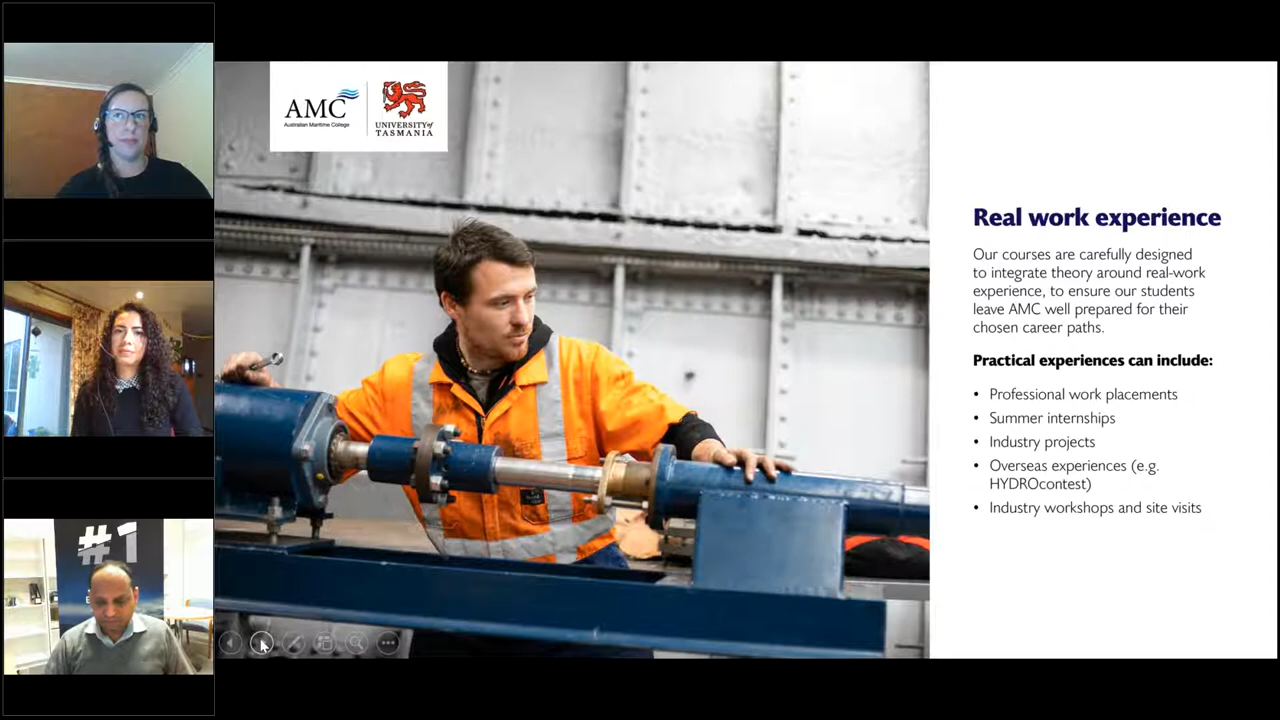 AMC
Australian Maritime College
UNIVERSITY of
TASMANIA
Real work experience
Our courses are carefully designed
to integrate theory around real-work
experience, to ensure our students
leave AMC well prepared for their
chosen career paths.
Practical experiences can include:
• Professional work placements
• Summer internships
• Industry projects
• Overseas experiences (e.g.
HYDROcontest)
• Industry workshops and site visits
#1